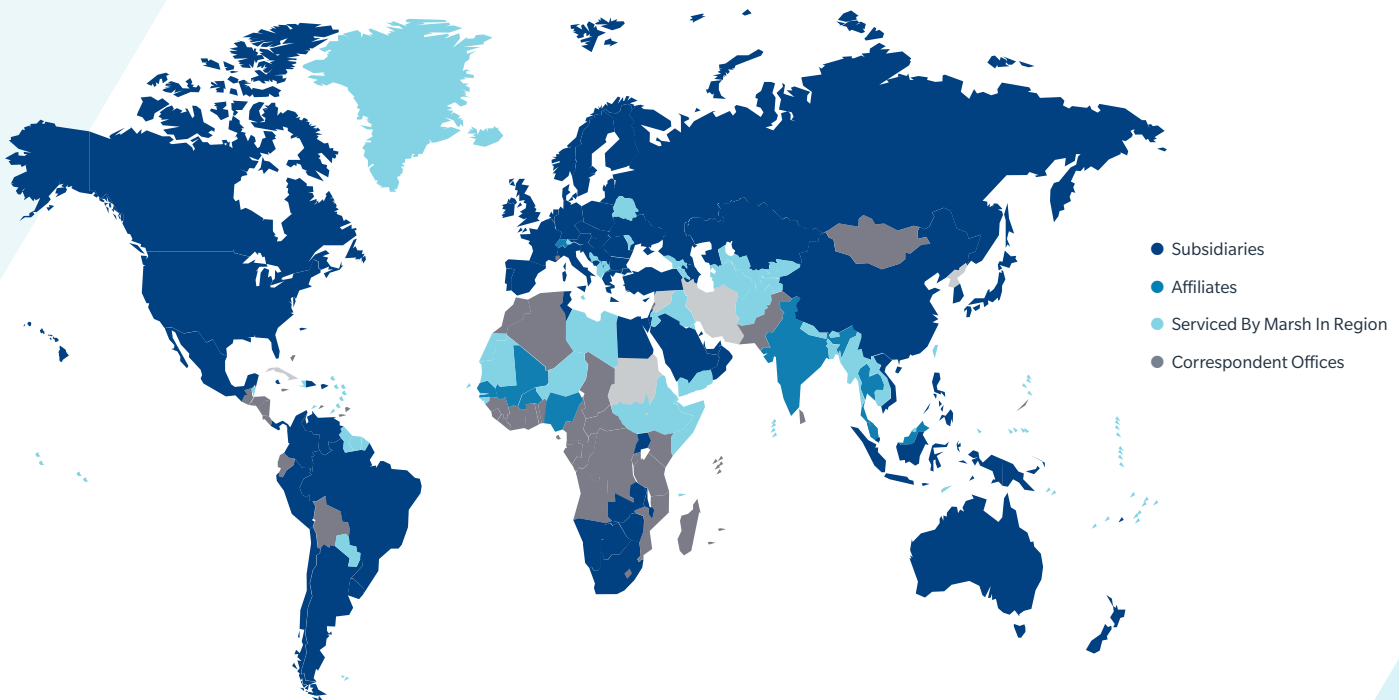 Subsidiaries
Affiliates
Serviced By Marsh In Region
Correspondent Offices